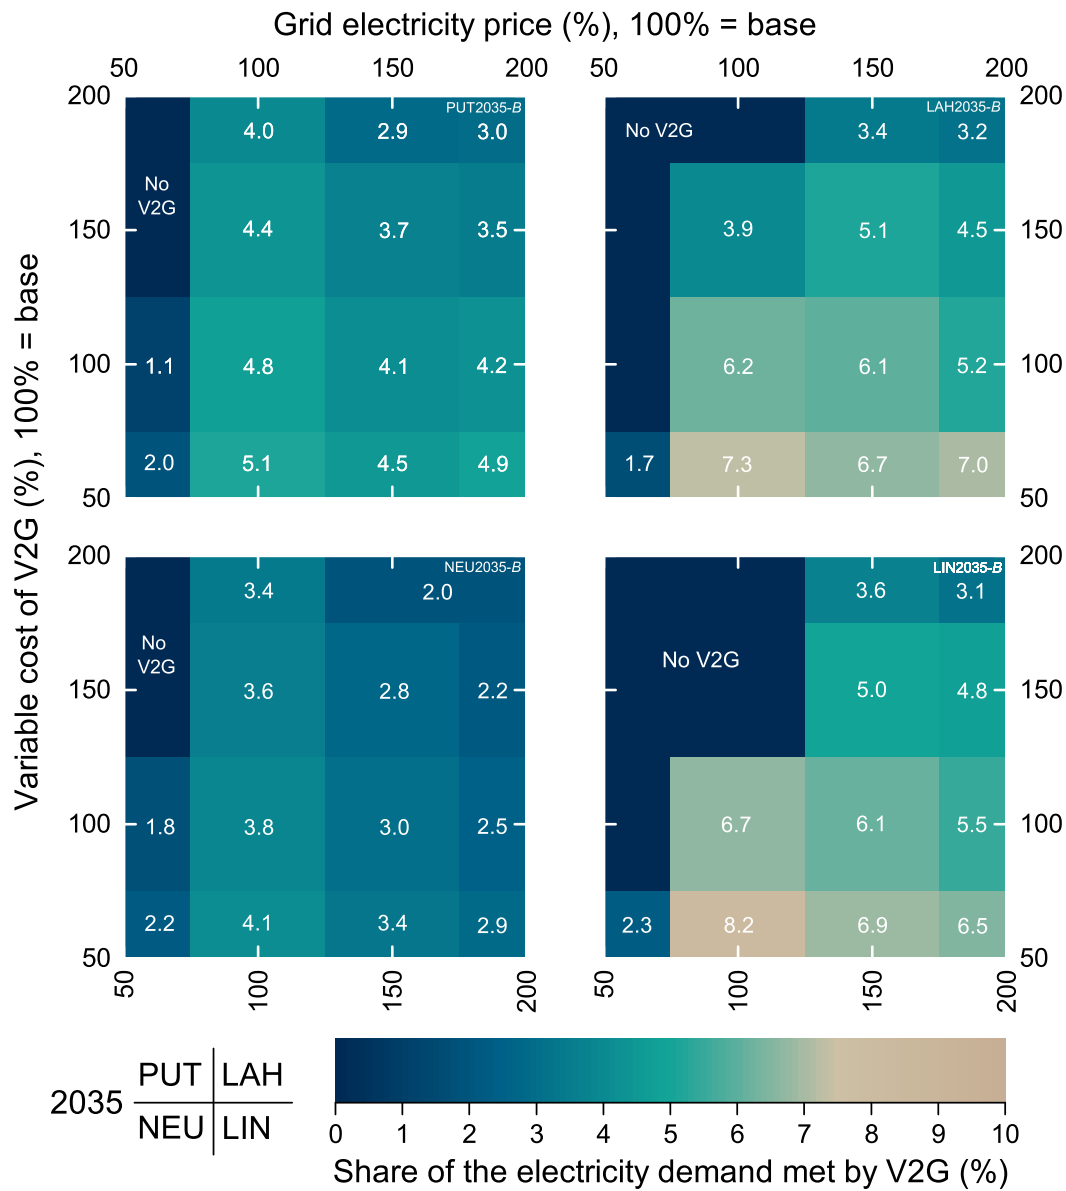 Grid electricity price (%), 100% = base
50 100 150 200 50 100 150 200
Variable cost of V2G (%), 100% = base
200 PUT2035-B LAH2035-B 200
4.0 2.9 3.0 No V2G 3.4 3.2
No
V2G
150 4.4 3.7 3.5 3.9 5.1 4.5 150
100 1.1 4.8 4.1 4.2 6.2 6.1 5.2 100
2.0 5.1 4.5 4.9 1.7 7.3 6.7 7.0
50 50
200 NEU2035-B LIN2035-B 200
3.4 2.0 3.6 3.1
No
V2G
No V2G
150 3.6 2.8 2.2 5.0 4.8 150
100 1.8 3.8 3.0 2.5 6.7 6.1 5.5 100
2.2 4.1 3.4 2.9 2.3 8.2 6.9 6.5
50 50
50 100 150 200 50 100 150 200
2035 PUT LAH
NEU LIN
0 1 2 3 4 5 6 7 8 9 10
Share of the electricity demand met by V2G (%)